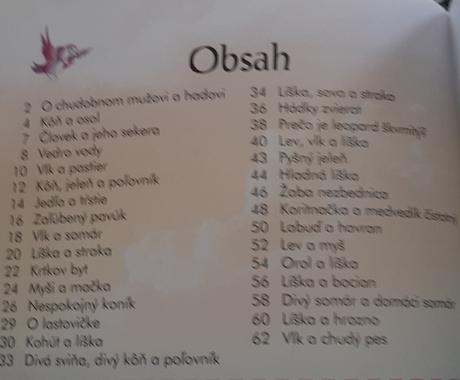 Obsah
2 O chudobnom mužovi a hadovi
4 Kôň a osol
7 Človek a jeho sekera
8 Vedro vody
10 Vlk a pastier
12 Kôň, jeleň a poľovník
14 Jedľa a tŕstie
16 Zaľúbený pavúk
18 Vlk a somár
20 Líška a straka
22 Krtkov byt
24 Myši a mačka
26 Nespokojný koník
29 O lastovičke
30 Kohút a líška
33 Divá sviňa, divý kôň a poľovník
34 Líška, sova a straka
36 Hádky zvierat
38 Prečo je leopard škvrnitý?
40 Lev, vlk a líška
43 Pyšný jeleň
44 Hladná líška
46 Žaba nezbednica
48 Korytnačka a medvedík čistotný
50 Labuď a havran
52 Lev a myš
54 Orol a líška
56 Líška a bocian
58 Divý somár a domáci somár
60 Líška a hrozno
62 Vlk a chudý pes